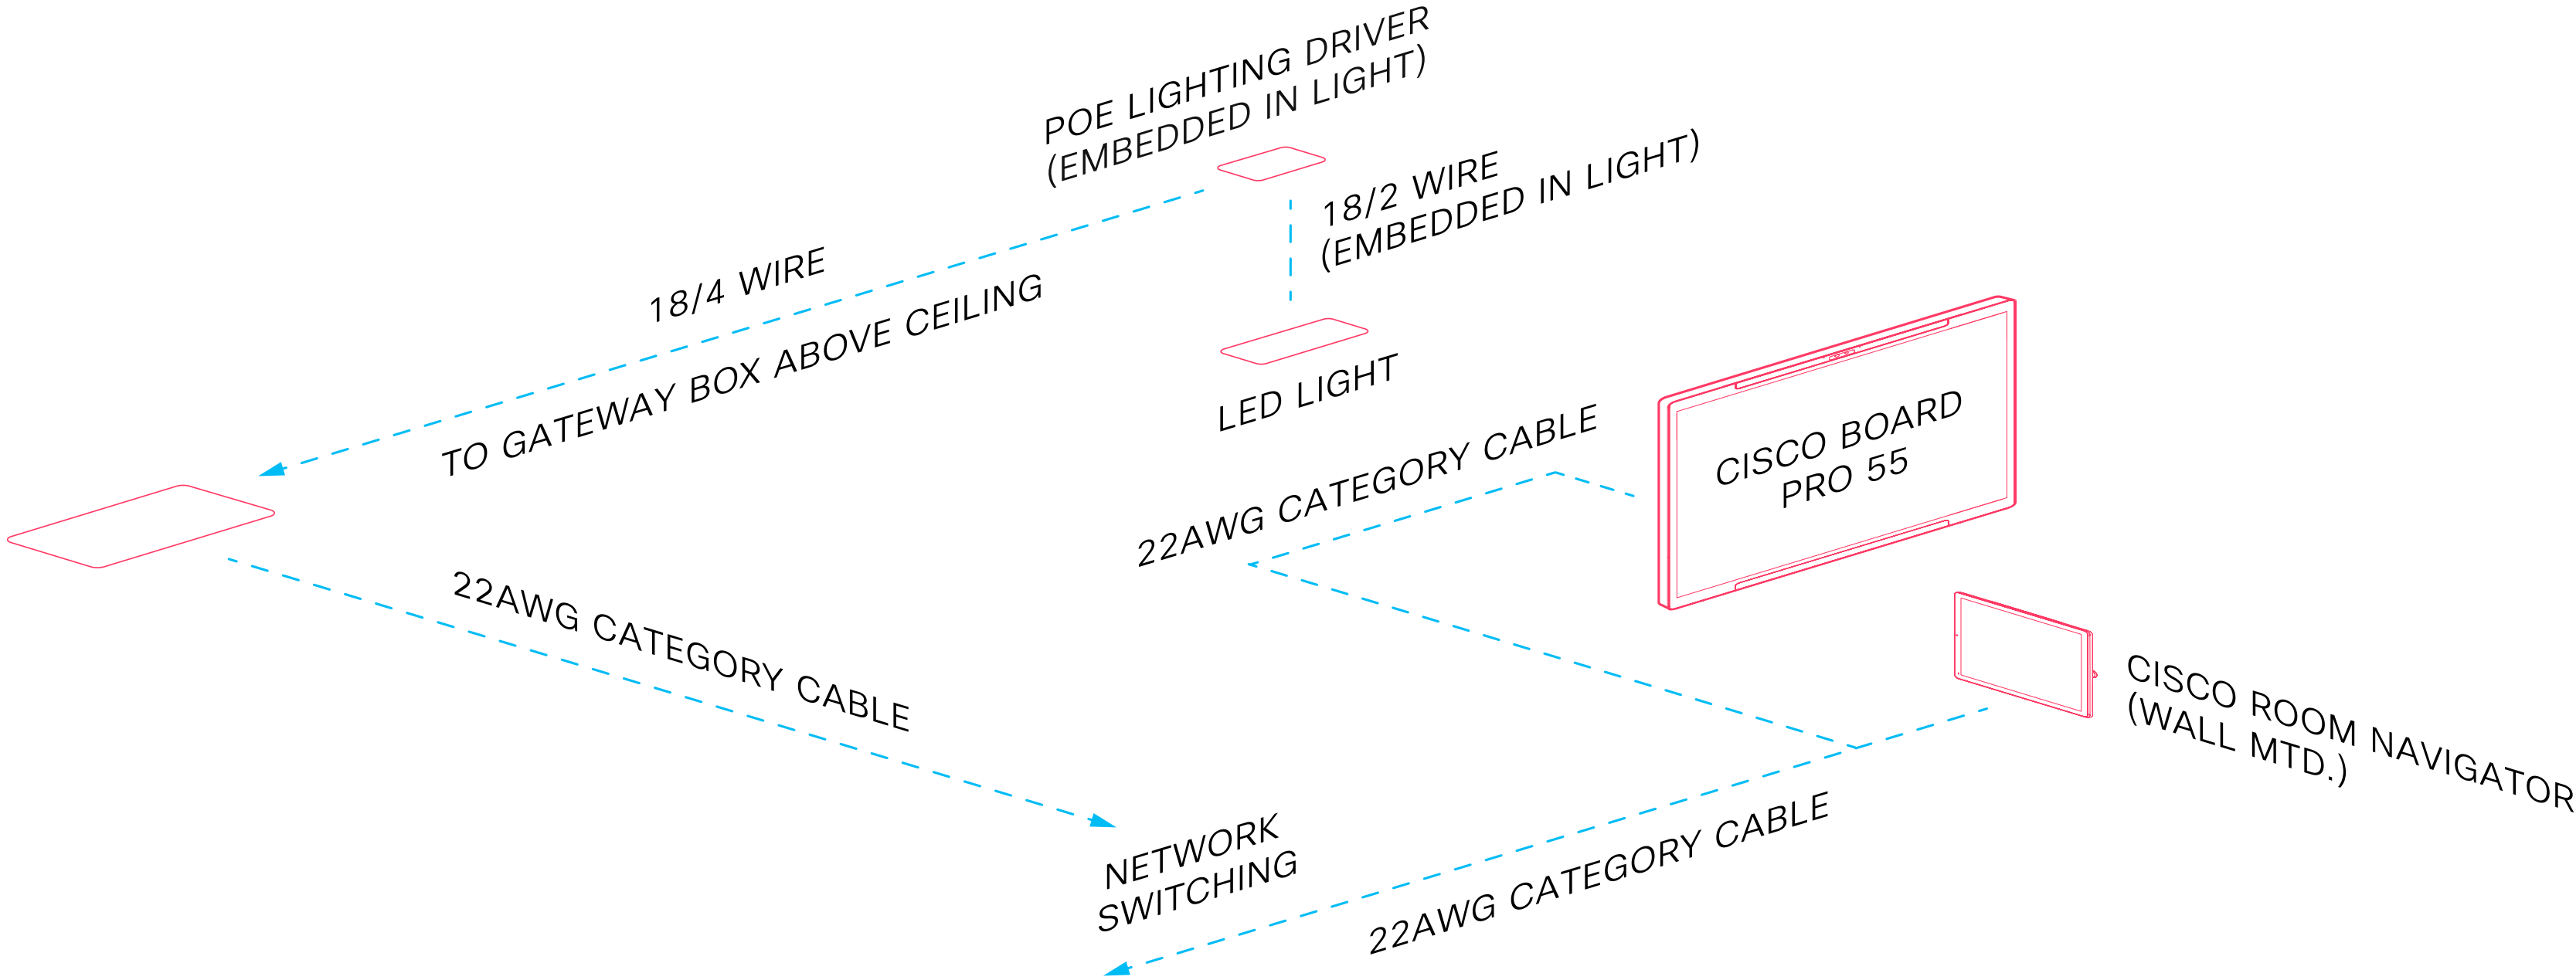 POE LIGHTING DRIVER
(EMBEDDED IN LIGHT)
18/2 WIRE
(EMBEDDED IN LIGHT)
18/4 WIRE
TO GATEWAY BOX ABOVE CEILING
LED LIGHT
22AWG CATEGORY CABLE
CISCO BOARD
PRO 55
22AWG CATEGORY CABLE
CISCO ROOM NAVIGATOR
(WALL MTD.)
NETWORK
SWITCHING
22AWG CATEGORY CABLE